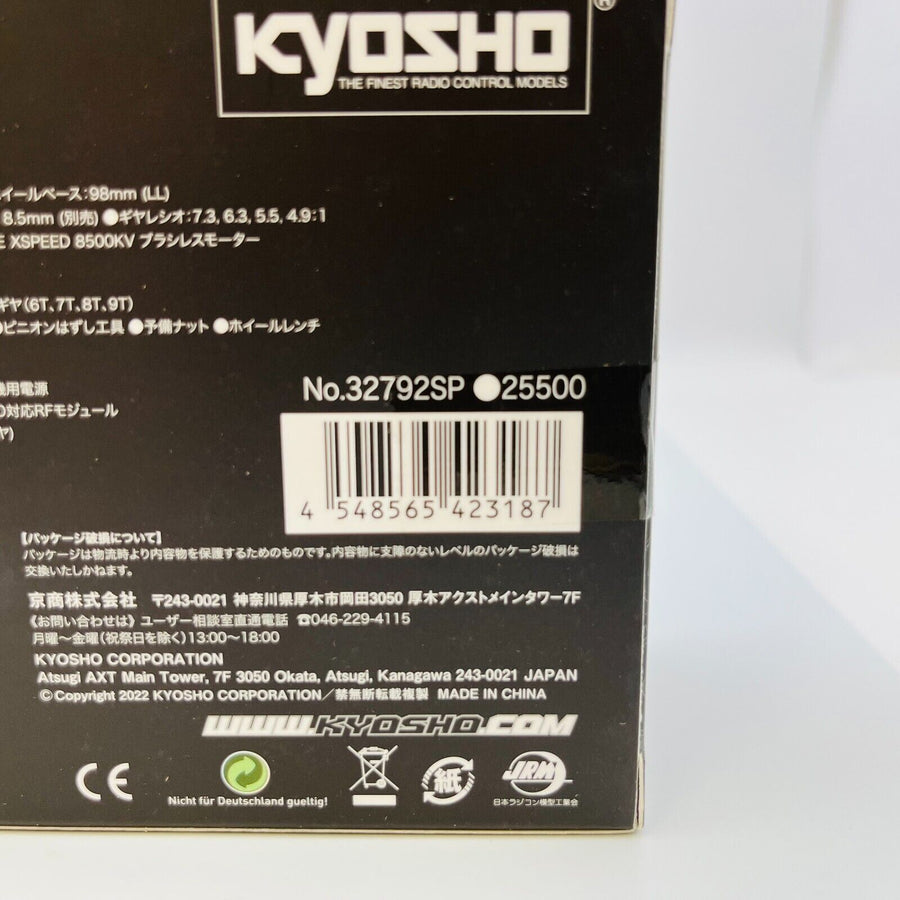 KYOSHO ®
THE FINEST RADIO CONTROL MODELS
イールベース:98mm (LL)
8.5mm (別売) ●ギヤレシオ:7.3, 6.3, 5.5, 4.9:1
E XSPEED 8500KV ブラシレスモーター
ギヤ(6T、7T、8T、9T)
●ピニオンはずし工具 ●予備ナット ●ホイールレンチ
機用電源
対応RFモジュール
ヤ)
No.32792SP ●25500
4 548565 423187
【パッケージ破損について】
パッケージは物流時より内容物を保護するためのものです。内容物に支障のないレベルのパッケージ破損は
交換いたしかねます。
京商株式会社 〒243-0021 神奈川県厚木市岡田3050 厚木アクストメインタワー7F
《お問い合わせは》ユーザー相談室直通電話 ☎046-229-4115
月曜〜金曜(祝祭日を除く)13:00〜18:00
KYOSHO CORPORATION
Atsugi AXT Main Tower, 7F 3050 Okata, Atsugi, Kanagawa 243-0021 JAPAN
© Copyright 2022 KYOSHO CORPORATION/禁無断転載複製 MADE IN CHINA
WWW.KYOSHO.COM
CE
Nicht für Deutschland gueltig!
紙
JRM
日本ラジコン模型工業会